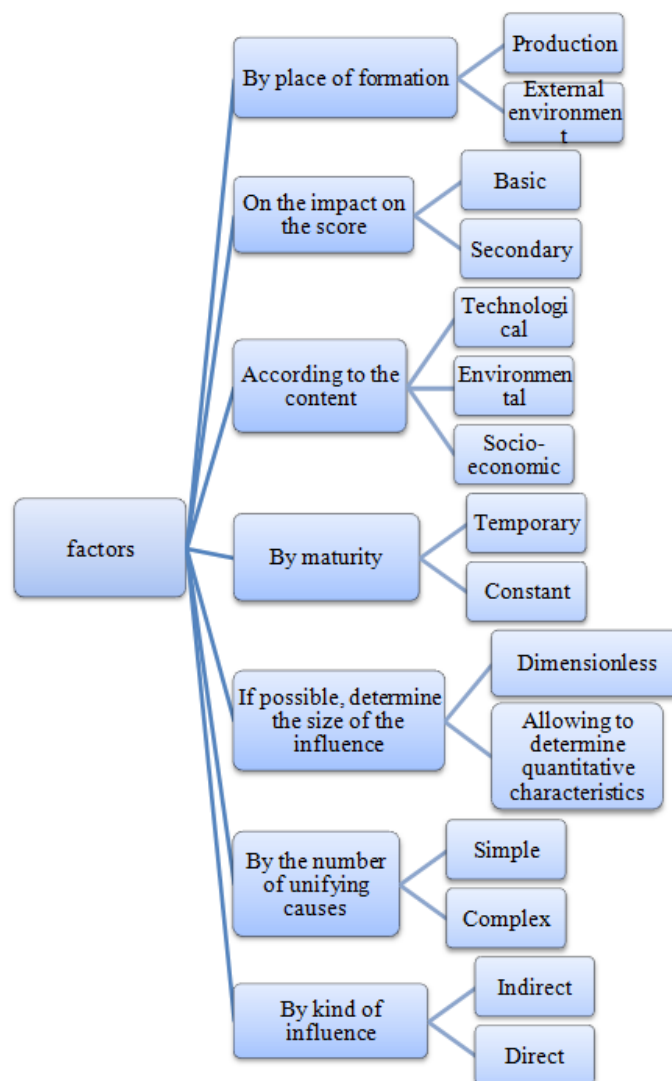 factors
By place of formation
Production
External
environmen
t
On the impact on
the score
Basic
Secondary
According to the
content
Technologi
cal
Environmen
tal
Socio-
economic
By maturity
Temporary
Constant
If possible, determine
the size of the
influence
Dimensionless
Allowing to
determine
quantitative
characteristics
By the number
of unifying
causes
Simple
Complex
By kind of
influence
Indirect
Direct